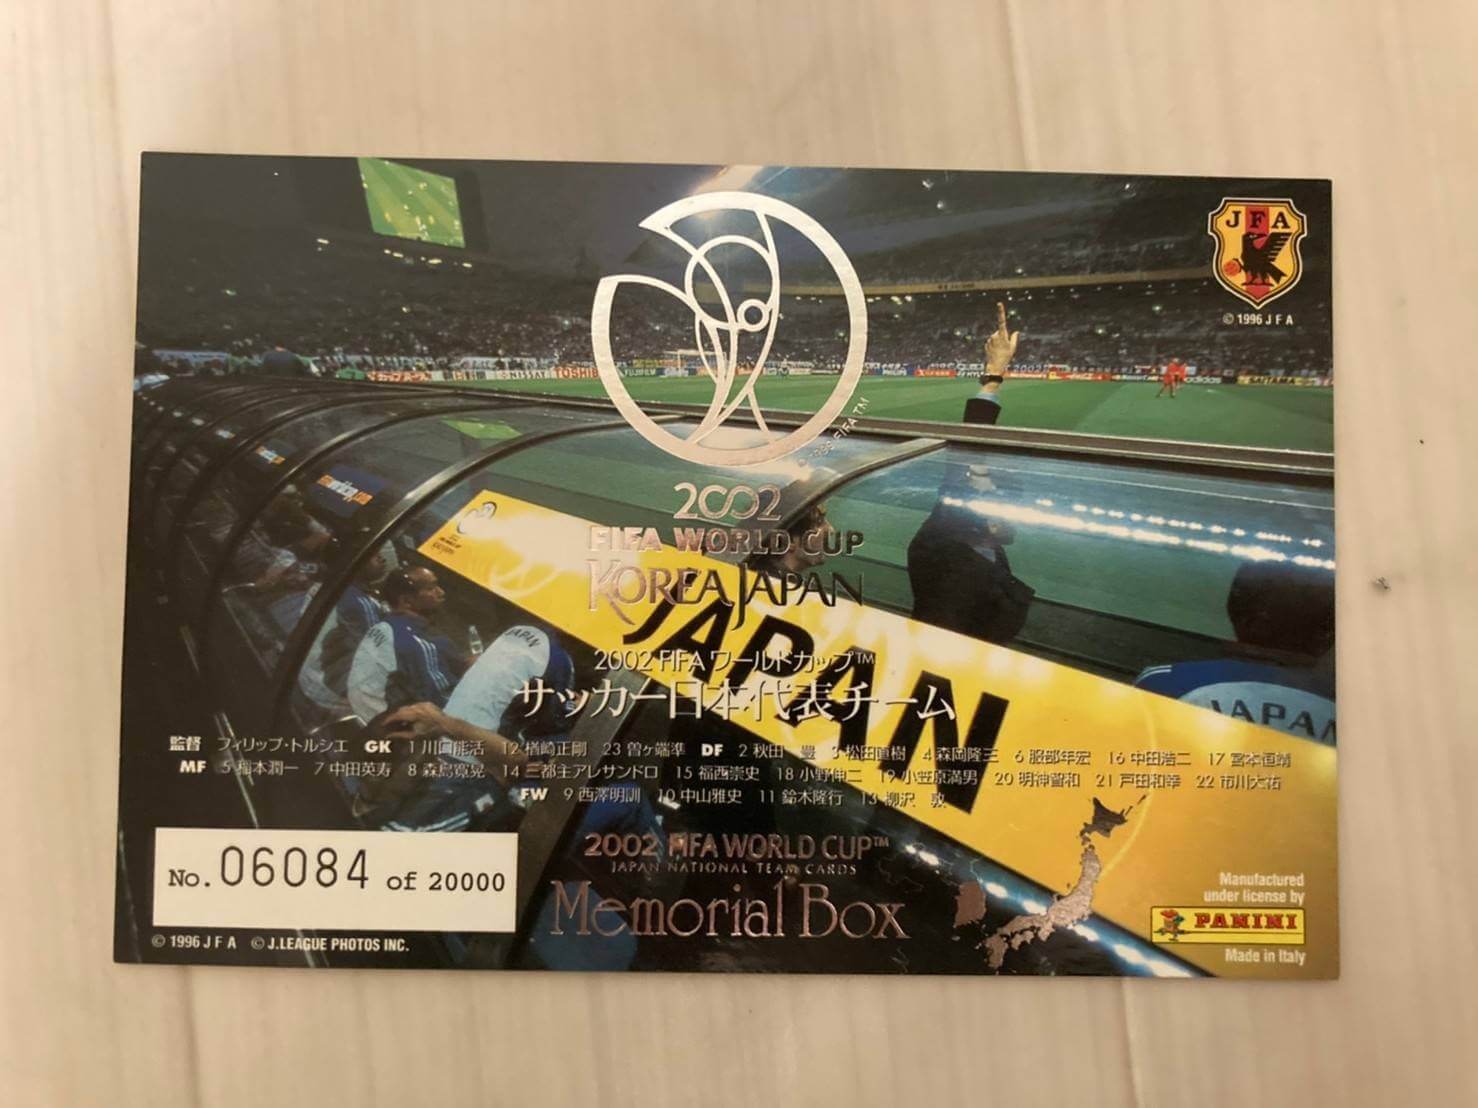 JFA
© 1996 J F A
TOSHIBA
FUJIFILM
PHILIPS
© 1999 FIFA TM
2002
FIFA WORLD CUP
KOREA JAPAN
JAPAN
JAPAN
JAPAN
2002 FIFA ワールドカップ™
サッカー日本代表チーム
監督 フィリップ・トルシエ GK 1 川口能活 12 楢崎正剛 23 曽ヶ端準 DF 2 秋田 豊 3 松田直樹 4 森岡隆三 6 服部年宏 16 中田浩二 17 宮本恒靖
MF 5 稲本潤一 7 中田英寿 8 森島寛晃 14 三都主アレサンドロ 15 福西崇史 18 小野伸二 19 小笠原満男 20 明神智和 21 戸田和幸 22 市川大祐
FW 9 西澤明訓 10 中山雅史 11 鈴木隆行 13 柳沢 敦
2002 FIFA WORLD CUP™
JAPAN NATIONAL TEAM CARDS
Memorial Box
No. 06084 of 20000
© 1996 J F A © J.LEAGUE PHOTOS INC.
Manufactured
under license by
PANINI
Made in Italy